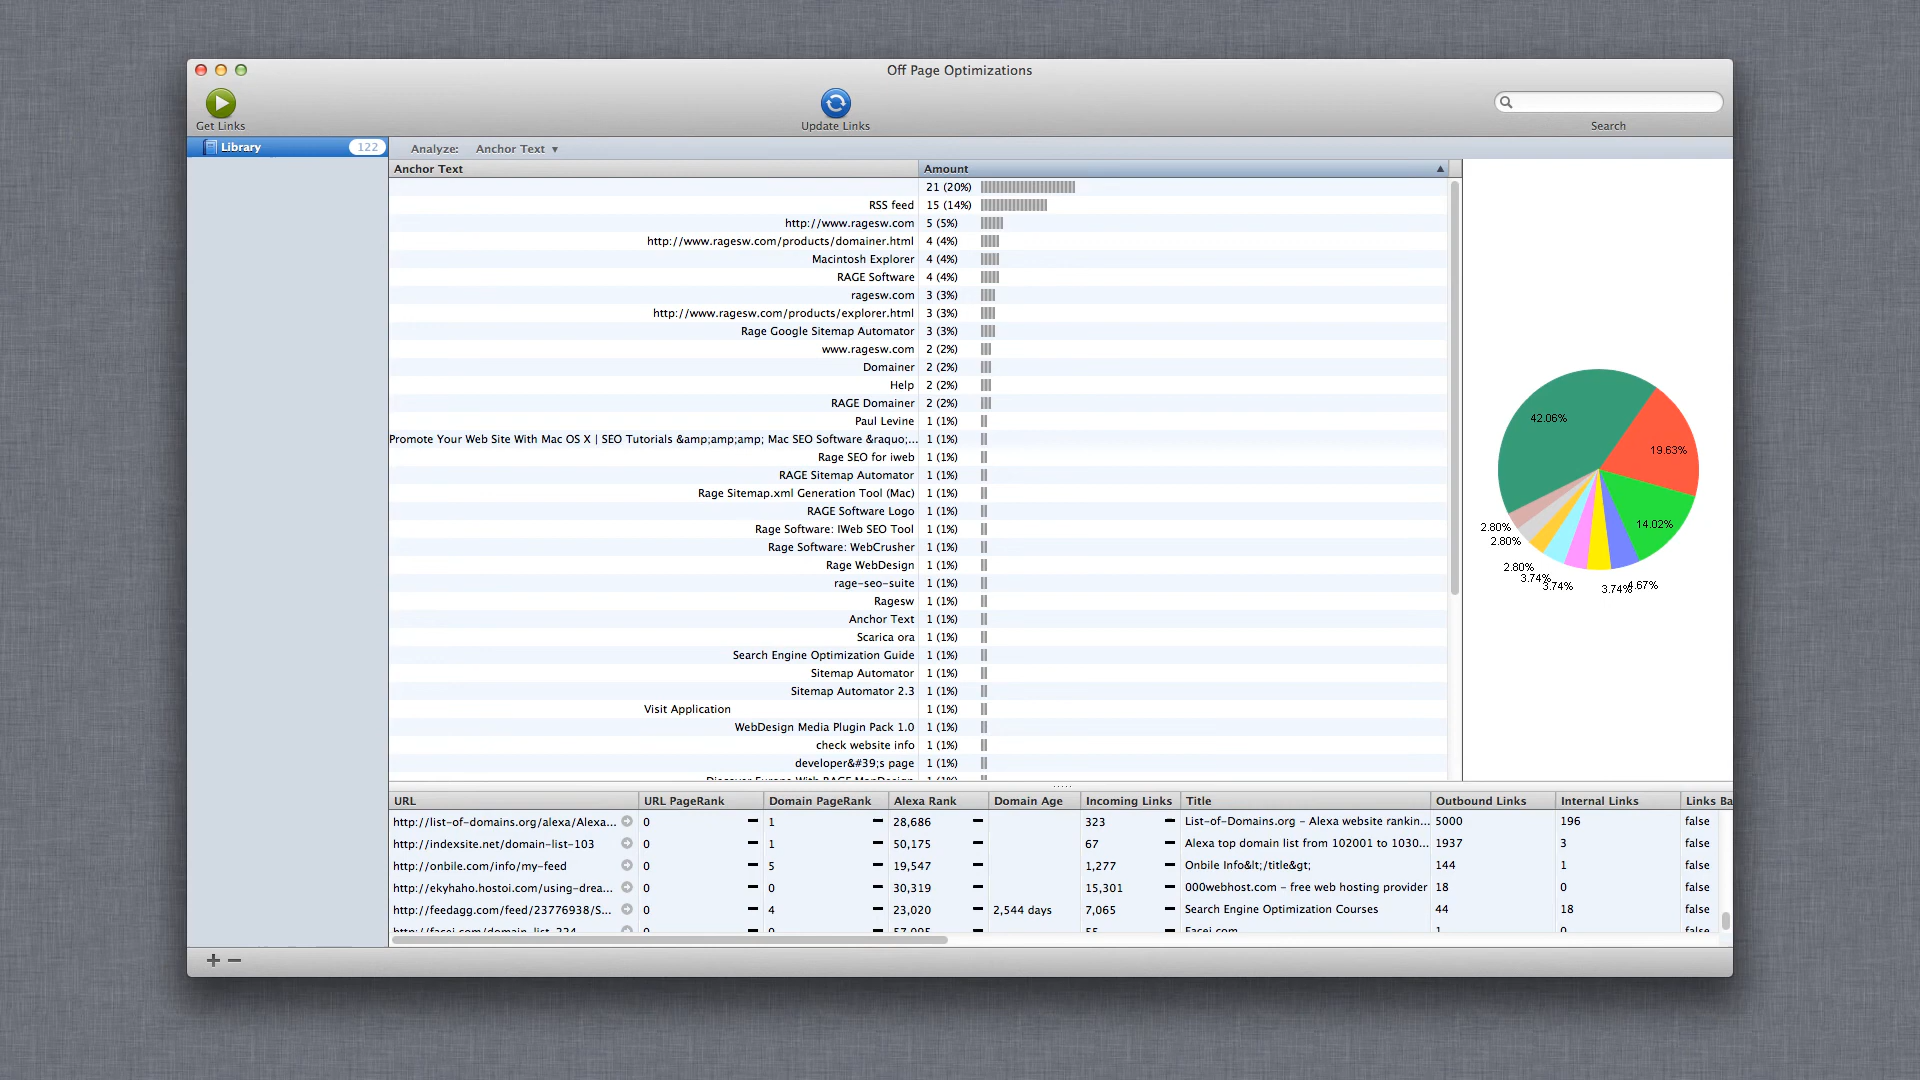 Off Page Optimizations
Get Links
Update Links
Search
Library 122
Analyze: Anchor Text
Anchor Text Amount
21 (20%)
RSS feed 15 (14%)
http://www.ragesw.com 5 (5%)
http://www.ragesw.com/products/domainer.html 4 (4%)
Macintosh Explorer 4 (4%)
RAGE Software 4 (4%)
ragesw.com 3 (3%)
http://www.ragesw.com/products/explorer.html 3 (3%)
Rage Google Sitemap Automator 3 (3%)
www.ragesw.com 2 (2%)
Domainer 2 (2%)
Help 2 (2%)
RAGE Domainer 2 (2%)
Paul Levine 1 (1%)
Promote Your Web Site With Mac OS X | SEO Tutorials &amp;amp;amp; Mac SEO Software &raquo;... 1 (1%)
Rage SEO for iweb 1 (1%)
RAGE Sitemap Automator 1 (1%)
Rage Sitemap.xml Generation Tool (Mac) 1 (1%)
RAGE Software Logo 1 (1%)
Rage Software: IWeb SEO Tool 1 (1%)
Rage Software: WebCrusher 1 (1%)
Rage WebDesign 1 (1%)
rage-seo-suite 1 (1%)
Ragesw 1 (1%)
Anchor Text 1 (1%)
Scarica ora 1 (1%)
Search Engine Optimization Guide 1 (1%)
Sitemap Automator 1 (1%)
Sitemap Automator 2.3 1 (1%)
Visit Application 1 (1%)
WebDesign Media Plugin Pack 1.0 1 (1%)
check website info 1 (1%)
developer&#39;s page 1 (1%)
42.06%
19.63%
14.02%
2.80%
2.80%
2.80%
3.74%
3.74%
3.74%
4.67%
URL URL PageRank Domain PageRank Alexa Rank Domain Age Incoming Links Title Outbound Links Internal Links Links Ba
http://list-of-domains.org/alexa/Alexa... 0 1 28,686 323 List-of-Domains.org - Alexa website rankin... 5000 196 false
http://indexsite.net/domain-list-103 0 1 50,175 67 Alexa top domain list from 102001 to 1030... 1937 3 false
http://onbile.com/info/my-feed 0 5 19,547 1,277 Onbile Info&lt;/title&gt; 144 1 false
http://ekyhaho.hostoi.com/using-drea... 0 0 30,319 15,301 000webhost.com - free web hosting provider 18 0 false
http://feedagg.com/feed/23776938/S... 0 4 23,020 2,544 days 7,065 Search Engine Optimization Courses 44 18 false